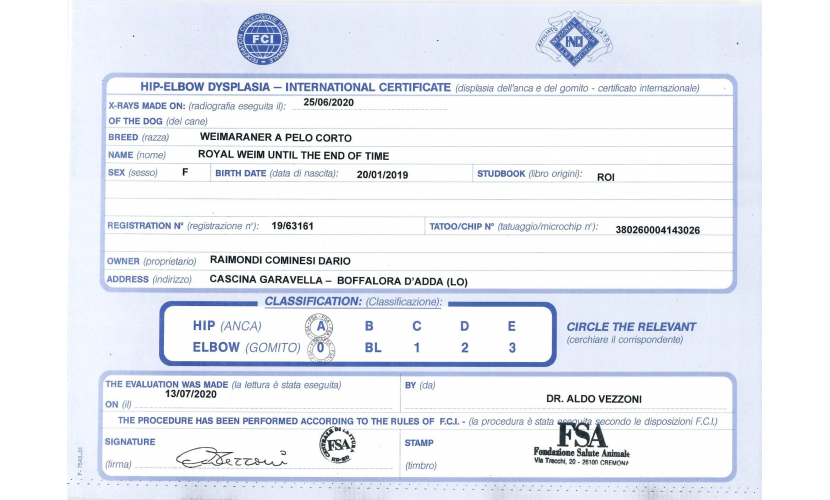 FCI
FNCI
HIP-ELBOW DYSPLASIA – INTERNATIONAL CERTIFICATE (displasia dell'anca e del gomito - certificato internazionale)
X-RAYS MADE ON: (radiografia eseguita il): 25/06/2020
OF THE DOG (del cane)
BREED (razza) WEIMARANER A PELO CORTO
NAME (nome) ROYAL WEIM UNTIL THE END OF TIME
SEX (sesso) F BIRTH DATE (data di nascita): 20/01/2019 STUDBOOK (libro origini): ROI
REGISTRATION N° (registrazione n°): 19/63161 TATOO/CHIP N° (tatuaggio/microchip n°): 380260004143026
OWNER (proprietario) RAIMONDI COMINESI DARIO
ADDRESS (indirizzo) CASCINA GARAVELLA – BOFFALORA D'ADDA (LO)
CLASSIFICATION: (Classificazione):
HIP (ANCA) A B C D E
ELBOW (GOMITO) 0 BL 1 2 3
CIRCLE THE RELEVANT
(cerchiare il corrispondente)
THE EVALUATION WAS MADE (la lettura è stata eseguita) BY (da)
13/07/2020
ON (il) DR. ALDO VEZZONI
THE PROCEDURE HAS BEEN PERFORMED ACCORDING TO THE RULES OF F.C.I. - (la procedura è stata eseguita secondo le disposizioni F.C.I.)
SIGNATURE
(firma)
FSA
STAMP
(timbro)
FSA
Fondazione Salute Animale
Via Trecchi, 20 - 26100 CREMONA